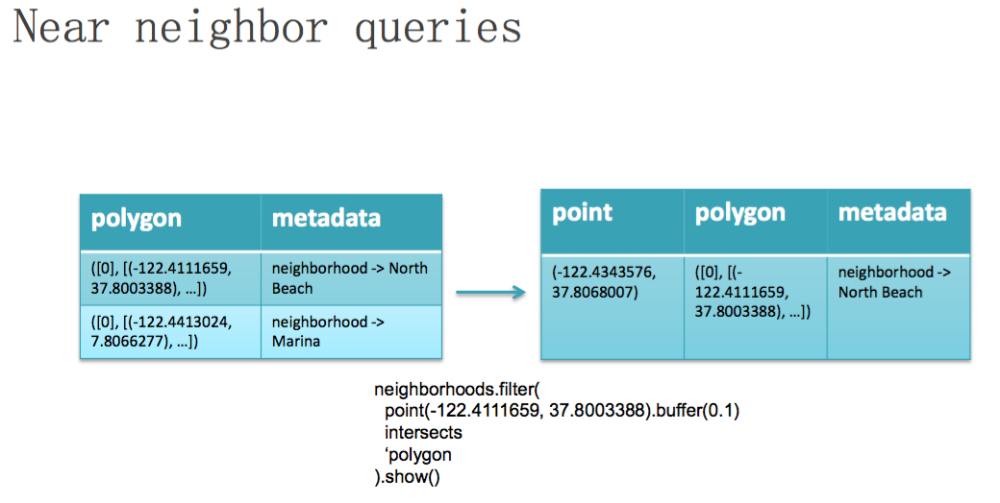 Near neighbor queries
polygon
metadata
([0], [(-122.4111659,
37.8003388), ...])
neighborhood -> North
Beach
([0], [(-122.4413024,
7.8066277), ...])
neighborhood ->
Marina
point
polygon
metadata
(-122.4343576,
37.8068007)
([0], [(-
122.4111659,
37.8003388), ...])
neighborhood ->
North Beach
neighborhoods.filter(
point(-122.4111659, 37.8003388).buffer(0.1)
intersects
‘polygon
).show()